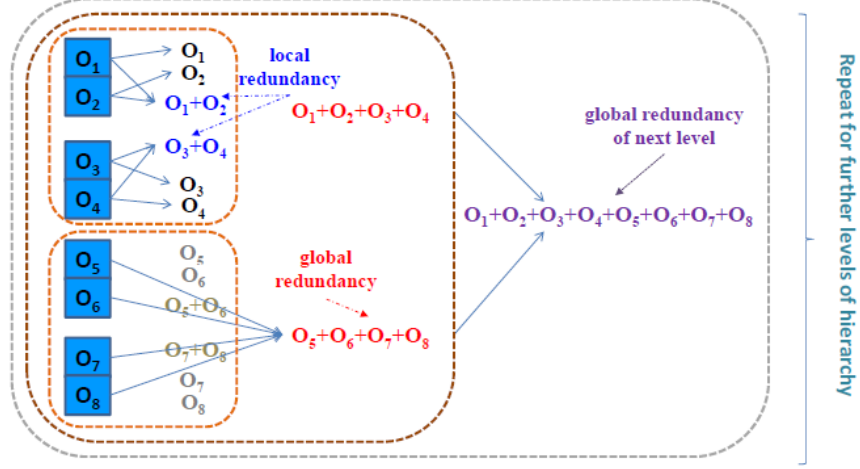 O₁
O₂
O₁
O₂
O₁+O₂
local
redundancy
O₁+O₂+O₃+O₄
O₃+O₄
O₃
O₄
O₃
O₄
global redundancy
of next level
O₁+O₂+O₃+O₄+O₅+O₆+O₇+O₈
O₅
O₆
O₅
O₆
O₅+O₆
global
redundancy
O₅+O₆+O₇+O₈
O₇
O₈
O₇+O₈
O₇
O₈
Repeat for further levels of hierarchy